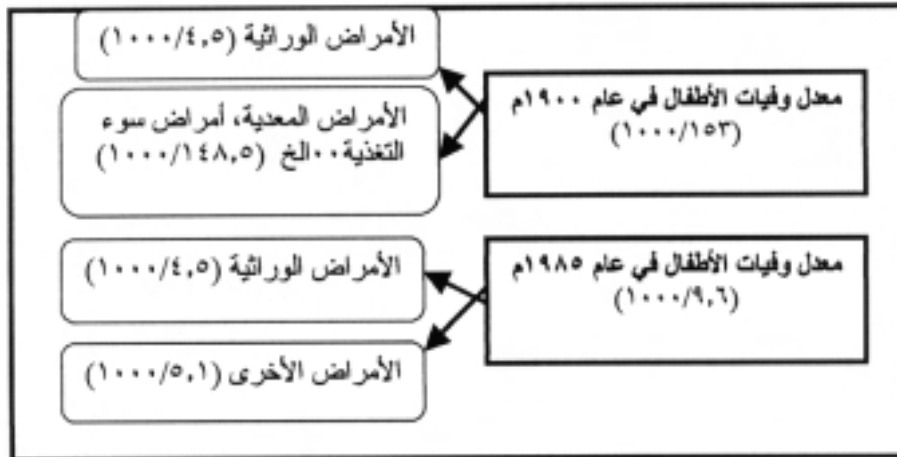 معدل وفيات الأطفال في عام ١٩٠٠م
(١٠٠٠/١٥٣)
الأمراض الوراثية (١٠٠٠/٤,٥)
الأمراض المعدية، أمراض سوء
التغذية٠٠الخ (١٠٠٠/١٤٨,٥)
معدل وفيات الأطفال في عام ١٩٨٥م
(١٠٠٠/٩,٦)
الأمراض الوراثية (١٠٠٠/٤,٥)
الأمراض الأخرى (١٠٠٠/٥,١)